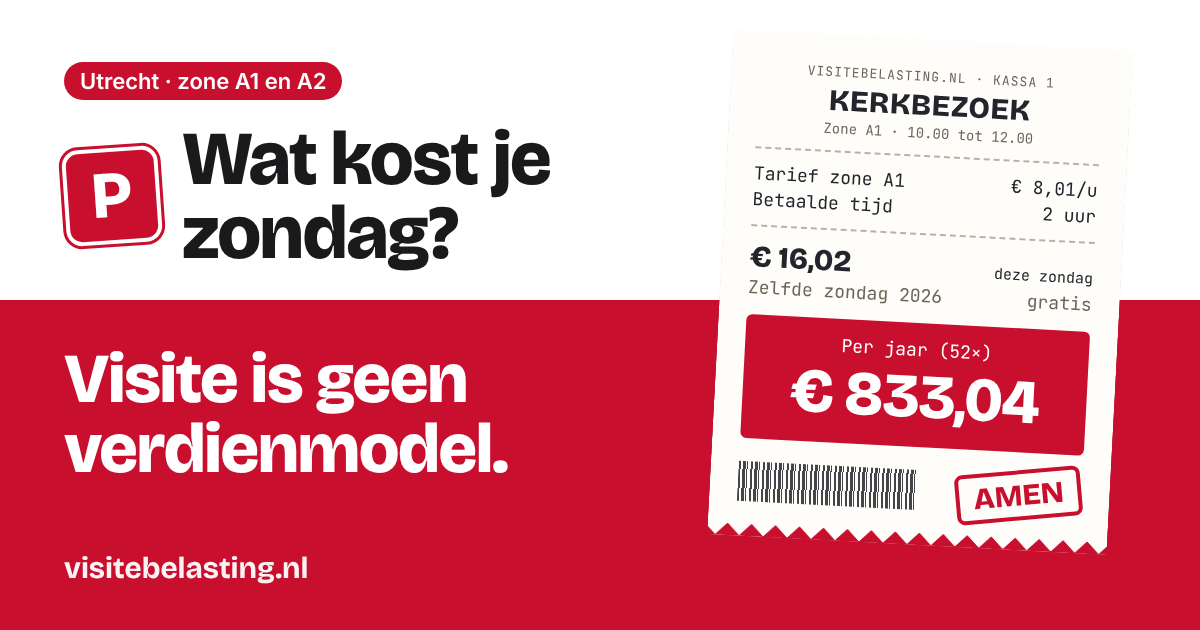 Utrecht · zone A1 en A2
P
Wat kost je
zondag?
Visite is geen
verdienmodel.
visitebelasting.nl
VISITEBELASTING.NL · KASSA 1
KERKBEZOEK
Zone A1 · 10.00 tot 12.00
Tarief zone A1 € 8,01/u
Betaalde tijd 2 uur
€ 16,02 deze zondag
Zelfde zondag 2026 gratis
Per jaar (52×)
€ 833,04
AMEN